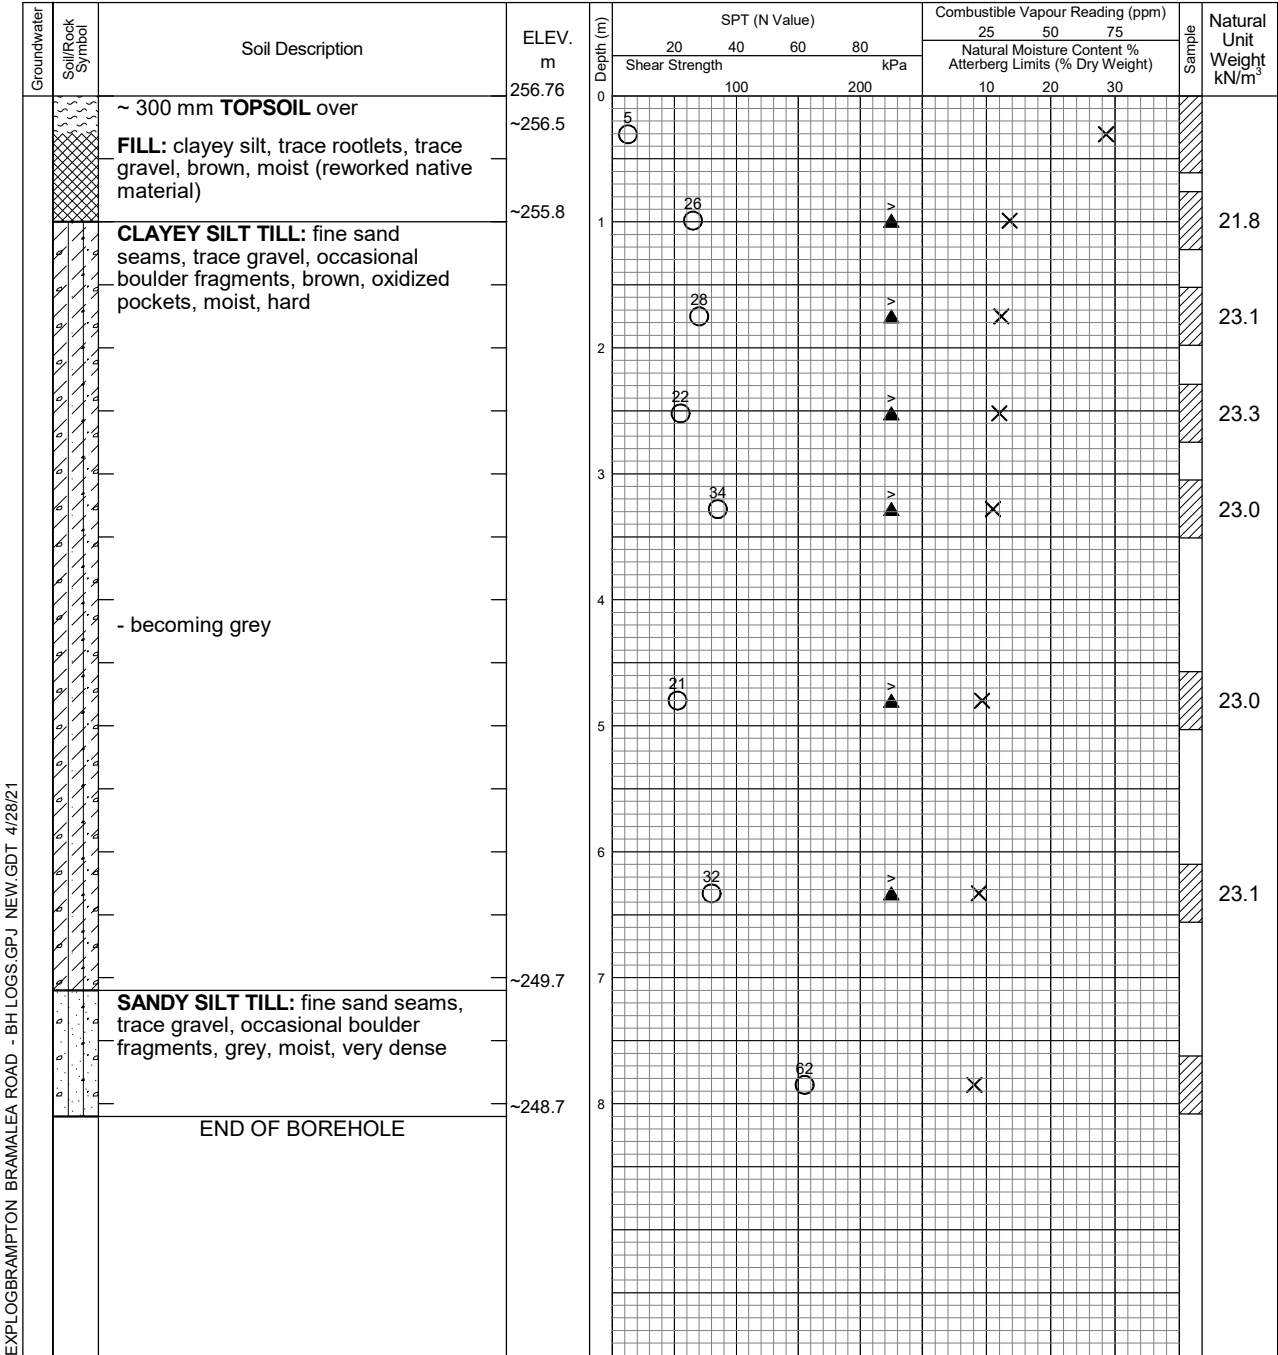 Groundwater
Soil/Rock
Symbol
Soil Description
ELEV.
m
256.76
Depth (m)
SPT (N Value)
20 40 60 80
Shear Strength kPa
100 200
Combustible Vapour Reading (ppm)
25 50 75
Natural Moisture Content %
Atterberg Limits (% Dry Weight)
10 20 30
Sample
Natural
Unit
Weight
kN/m³
0
~ 300 mm TOPSOIL over
~256.5
5
FILL: clayey silt, trace rootlets, trace
gravel, brown, moist (reworked native
material)
~255.8
26
>
1
21.8
CLAYEY SILT TILL: fine sand
seams, trace gravel, occasional
boulder fragments, brown, oxidized
pockets, moist, hard
28
>
23.1
2
22
>
23.3
3
34
>
23.0
4
- becoming grey
21
>
23.0
5
6
32
>
23.1
7
~249.7
SANDY SILT TILL: fine sand seams,
trace gravel, occasional boulder
fragments, grey, moist, very dense
62
~248.7
8
END OF BOREHOLE
EXPLOGBRAMPTON BRAMALEA ROAD - BH LOGS.GPJ NEW.GDT 4/28/21